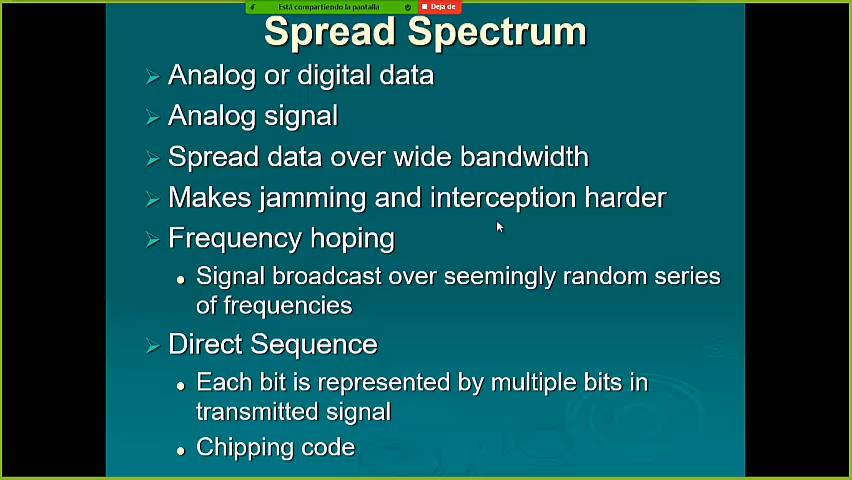 Está compartiendo la pantalla
Deja de
Spread Spectrum
Analog or digital data
Analog signal
Spread data over wide bandwidth
Makes jamming and interception harder
Frequency hoping
Signal broadcast over seemingly random series
of frequencies
Direct Sequence
Each bit is represented by multiple bits in
transmitted signal
Chipping code